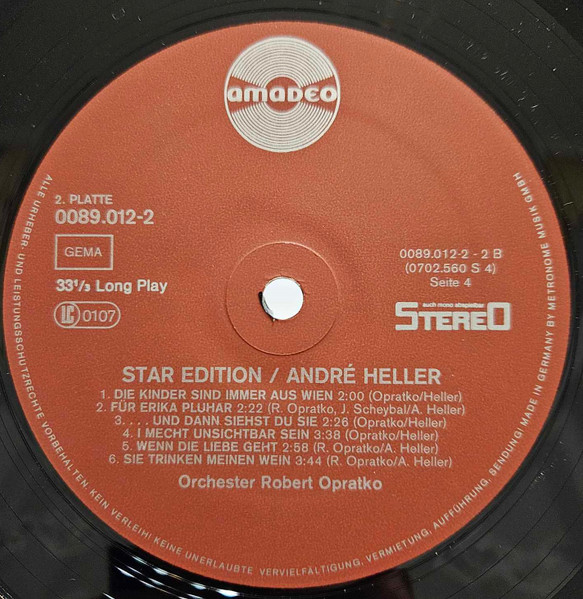 amadeo
2. PLATTE
0089.012-2
GEMA
33⅓ Long Play
LC 0107
0089.012-2 - 2 B
(0702.560 S 4)
Seite 4
auch mono abspielbar
STEREO
STAR EDITION / ANDRÉ HELLER
1. DIE KINDER SIND IMMER AUS WIEN 2:00 (Opratko/Heller)
2. FÜR ERIKA PLUHAR 2:22 (R. Opratko, J. Scheybal/A. Heller)
3. . . . . UND DANN SIEHST DU SIE 2:26 (Opratko/Heller)
4. I MECHT UNSICHTBAR SEIN 3:38 (Opratko/Heller)
5. WENN DIE LIEBE GEHT 2:58 (R. Opratko/A. Heller)
6. SIE TRINKEN MEINEN WEIN 3:44 (R. Opratko/A. Heller)
Orchester Robert Opratko
ALLE URHEBER- UND LEISTUNGSSCHUTZRECHTE VORBEHALTEN. KEIN VERLEIH! KEINE UNERLAUBTE VERVIELFÄLTIGUNG, VERMIETUNG, AUFFÜHRUNG, SENDUNG! MADE IN GERMANY BY METRONOME MUSIK GMBH